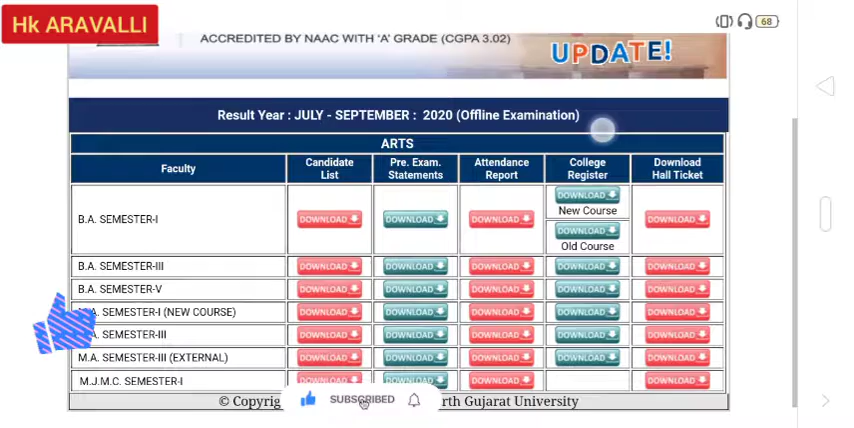 Hk ARAVALLI
68
ACCREDITED BY NAAC WITH 'A' GRADE (CGPA 3.02)
UPDATE!
Result Year : JULY - SEPTEMBER : 2020 (Offline Examination)
ARTS
Faculty Candidate List Pre. Exam. Statements Attendance Report College Register Download Hall Ticket
B.A. SEMESTER-I DOWNLOAD DOWNLOAD DOWNLOAD DOWNLOAD New Course DOWNLOAD Old Course DOWNLOAD
B.A. SEMESTER-III DOWNLOAD DOWNLOAD DOWNLOAD DOWNLOAD DOWNLOAD
B.A. SEMESTER-V DOWNLOAD DOWNLOAD DOWNLOAD DOWNLOAD DOWNLOAD
SEMESTER-I (NEW COURSE) DOWNLOAD DOWNLOAD DOWNLOAD DOWNLOAD DOWNLOAD
SEMESTER-III DOWNLOAD DOWNLOAD DOWNLOAD DOWNLOAD DOWNLOAD
M.A. SEMESTER-III (EXTERNAL) DOWNLOAD DOWNLOAD DOWNLOAD DOWNLOAD DOWNLOAD
M.J.M.C. SEMESTER-I DOWNLOAD DOWNLOAD DOWNLOAD DOWNLOAD
© Copyrig SUBSCRIBED rth Gujarat University